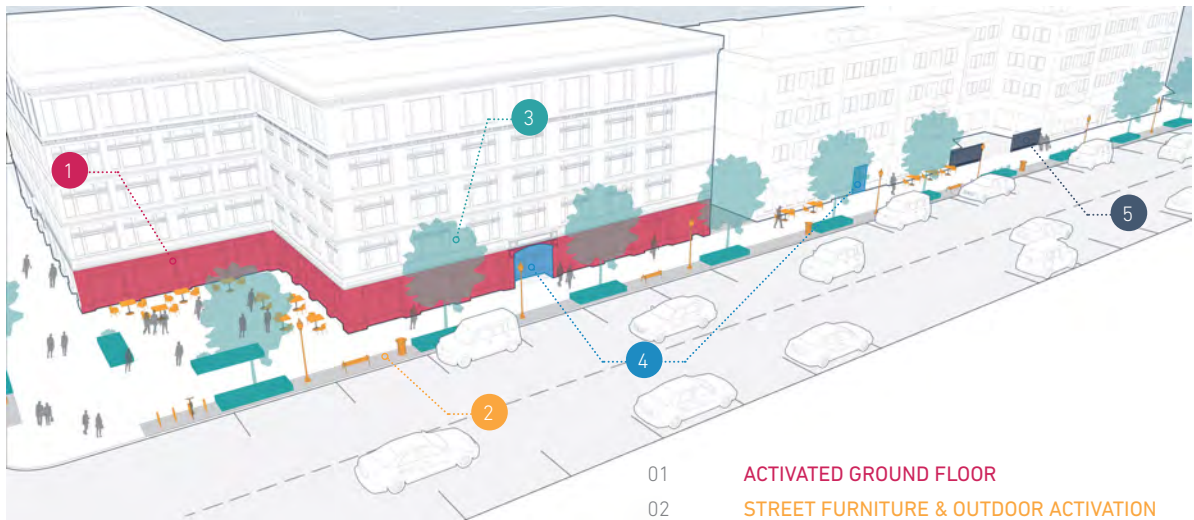 3
1
5
4
2
01 ACTIVATED GROUND FLOOR
02 STREET FURNITURE & OUTDOOR ACTIVATION